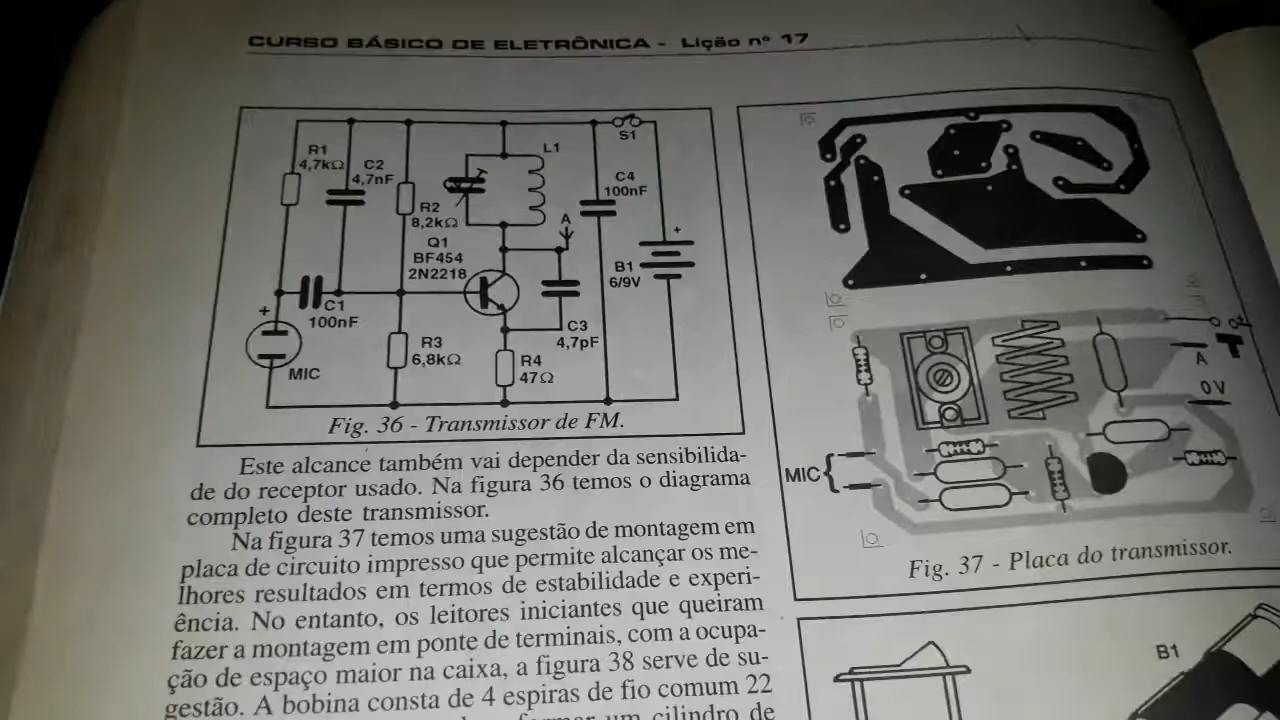 CURSO BÁSICO DE ELETRÔNICA - Lição nº 17
R1
4,7kΩ
C2
4,7nF
R2
8,2kΩ
L1
A
S1
C4
100nF
Q1
BF454
2N2218
+
B1
6/9V
+
C1
100nF
R3
6,8kΩ
C3
4,7pF
R4
47Ω
MIC
Fig. 36 - Transmissor de FM.
Este alcance também vai depender da sensibilida-
de do receptor usado. Na figura 36 temos o diagrama
completo deste transmissor.
Na figura 37 temos uma sugestão de montagem em
placa de circuito impresso que permite alcançar os me-
lhores resultados em termos de estabilidade e experi-
ência. No entanto, os leitores iniciantes que queiram
fazer a montagem em ponte de terminais, com a ocupa-
ção de espaço maior na caixa, a figura 38 serve de su-
gestão. A bobina consta de 4 espiras de fio comum 22
formar um cilindro de
A
0V
MIC
Fig. 37 - Placa do transmissor.
B1